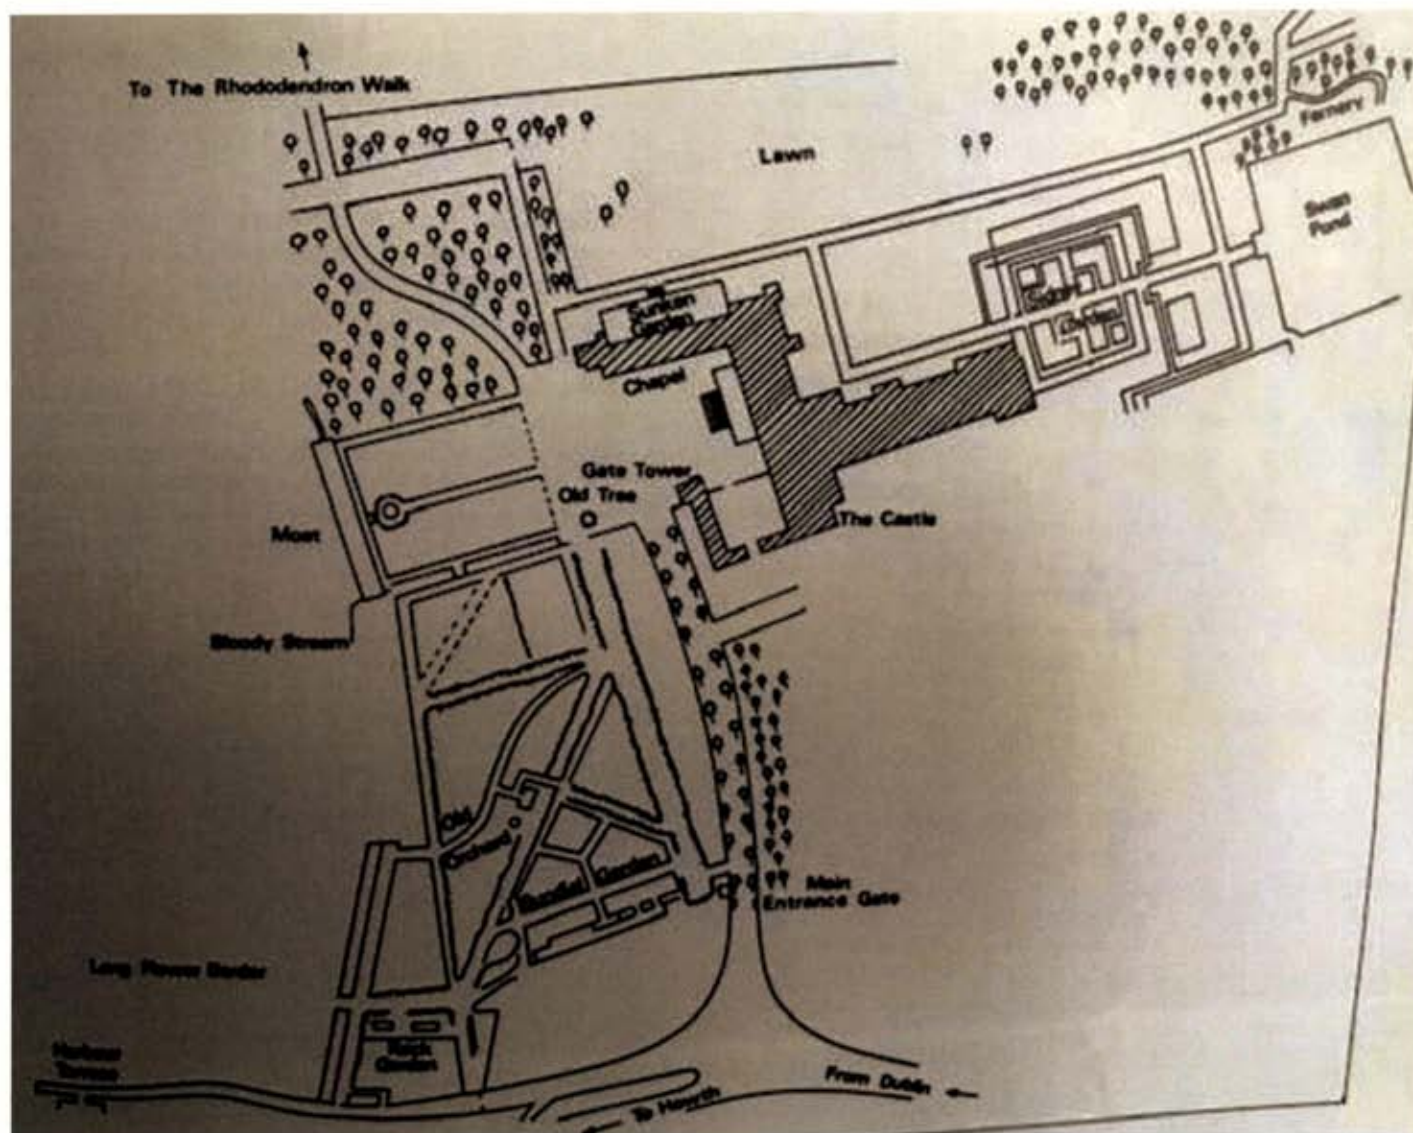 To The Rhododendron Walk
Lawn
Fernery
Swan
Pond
Sunken
Garden
Garden
Chapel
Gate Tower
Old Tree
The Castle
Moat
Bloody Stream
Old
Orchard
Sundial Garden
Main
Entrance Gate
Long Flower Border
Rock
Garden
Harbour
Terrace
From Dublin
To Howth